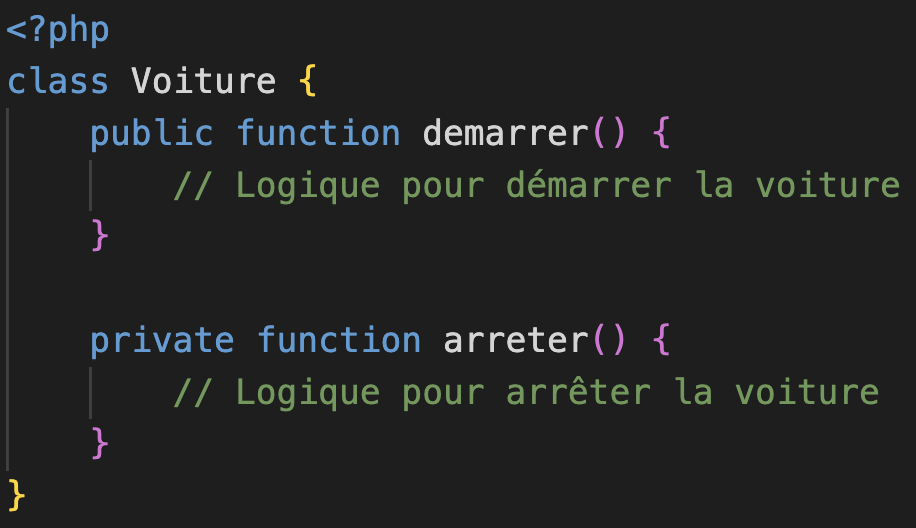 <?php
class Voiture {
    public function demarrer() {
        // Logique pour démarrer la voiture
    }

    private function arreter() {
        // Logique pour arrêter la voiture
    }
}